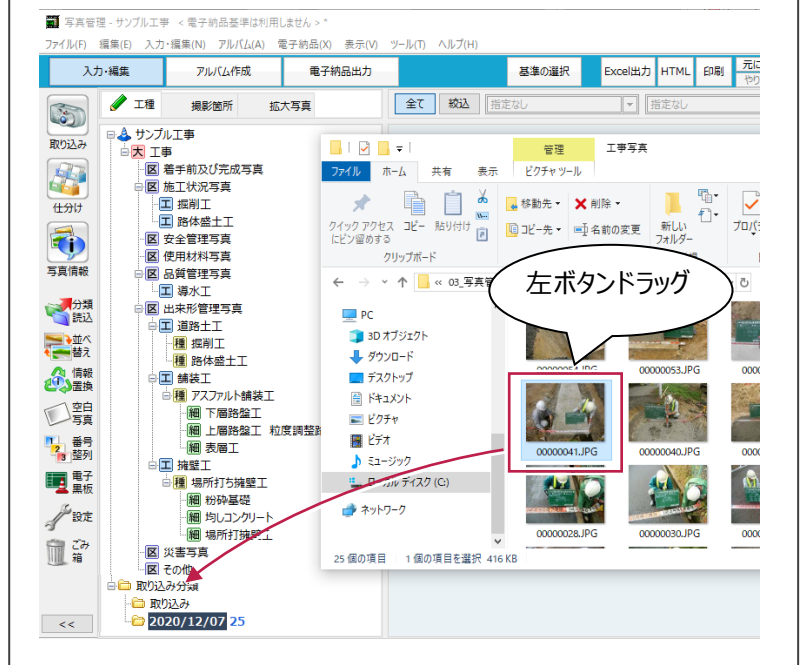 写真管理 - サンプル工事 <電子納品基準は利用しません> *
ファイル(F) 編集(E) 入力・編集(N) アルバム(A) 電子納品(X) 表示(V) ツール(T) ヘルプ(H)
入力・編集 アルバム作成 電子納品出力 基準の選択 Excel出力 HTML 印刷 元に
やり
工種 撮影箇所 拡大写真 全て 絞込 指定なし 指定なし
取り込み
仕分け
写真情報
分類読込
並べ替え
情報置換
空白写真
番号整列
電子黒板
設定
ごみ箱
<<
サンプル工事
大 工事
区 着手前及び完成写真
区 施工状況写真
工 掘削工
工 路体盛土工
区 安全管理写真
区 使用材料写真
区 品質管理写真
工 導水工
区 出来形管理写真
工 道路土工
種 掘削工
種 路体盛土工
工 舗装工
種 アスファルト舗装工
細 下層路盤工
細 上層路盤工 粒度調整路
細 表層工
工 擁壁工
種 場所打ち擁壁工
細 粉砕基礎
細 均しコンクリート
細 場所打擁壁工
区 災害写真
区 その他
取り込み分類
取り込み
2020/12/07 25
管理 工事写真
ファイル ホーム 共有 表示 ピクチャ ツール
クイック アクセスにピン留めする
コピー
貼り付け
移動先
コピー先
削除
名前の変更
新しいフォルダー
プロパティ
クリップボード
« 03_写真管
左ボタンドラッグ
PC
3D オブジェクト
ダウンロード
デスクトップ
ドキュメント
ピクチャ
ビデオ
ミュージック
ローカル ディスク (C:)
ネットワーク
00000054.JPG 00000053.JPG 0000
00000041.JPG 00000040.JPG 0000
00000028.JPG 00000030.JPG 0000
25 個の項目 1 個の項目を選択 416 KB